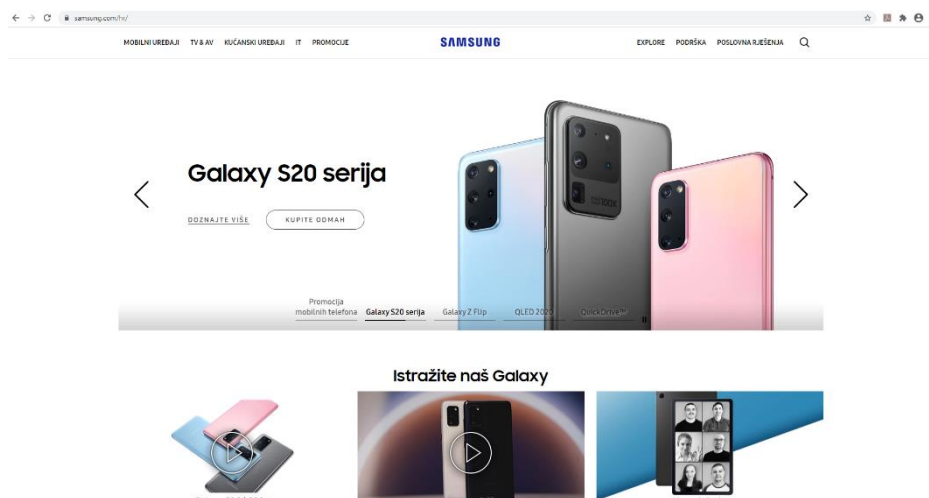 samsung.com/hr/
MOBILNI UREĐAJI TV & AV KUĆANSKI UREĐAJI IT PROMOCIJE SAMSUNG EXPLORE PODRŠKA POSLOVNA RJEŠENJA
Galaxy S20 serija
DOZNAJTE VIŠE KUPITE ODMAH
Promocija
mobilnih telefona Galaxy S20 serija Galaxy Z Flip QLED 2020 QuickDrive™
Istražite naš Galaxy